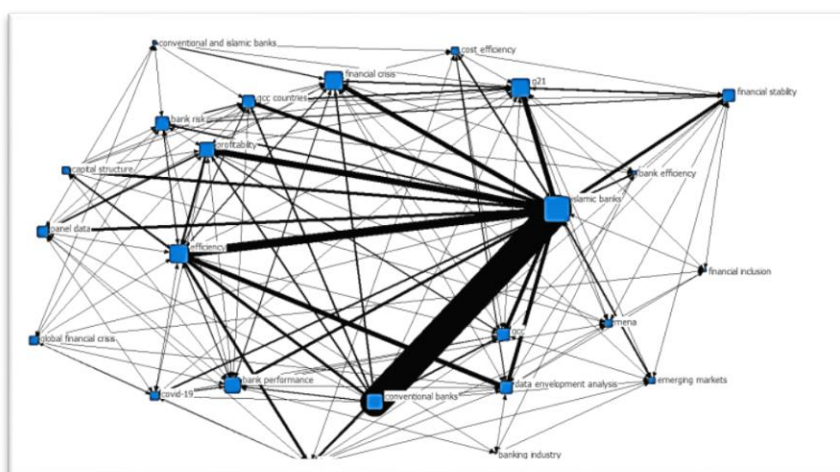 conventional and islamic banks
cost efficiency
financial crisis
g21
gcc countries
financial stability
bank risk
profitability
capital structure
bank efficiency
islamic banks
panel data
efficiency
financial inclusion
mena
global financial crisis
bank performance
data envelopment analysis
emerging markets
covid-19
conventional banks
banking industry